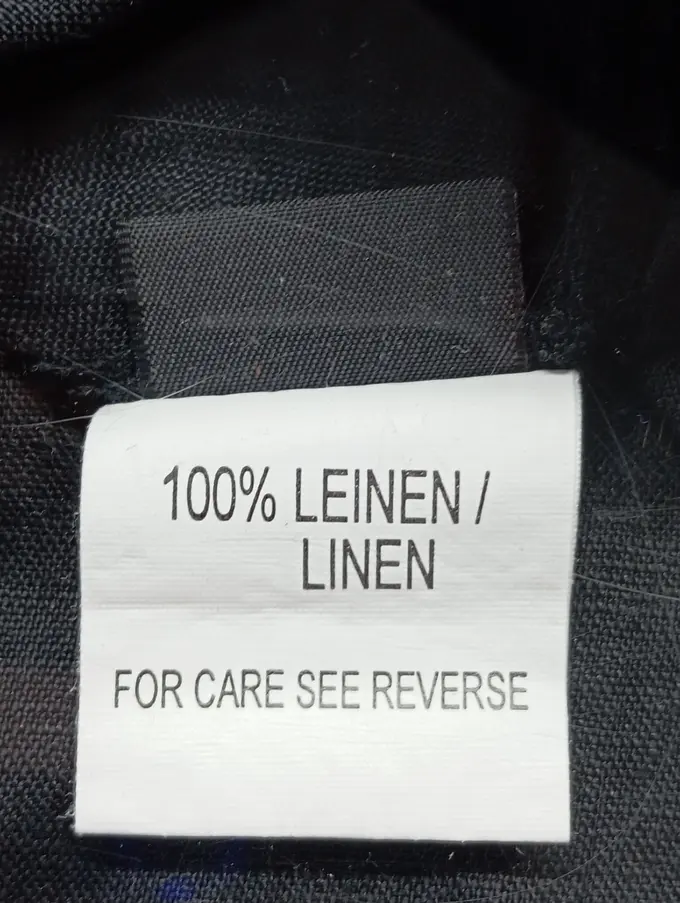 100% LEINEN /
LINEN
FOR CARE SEE REVERSE